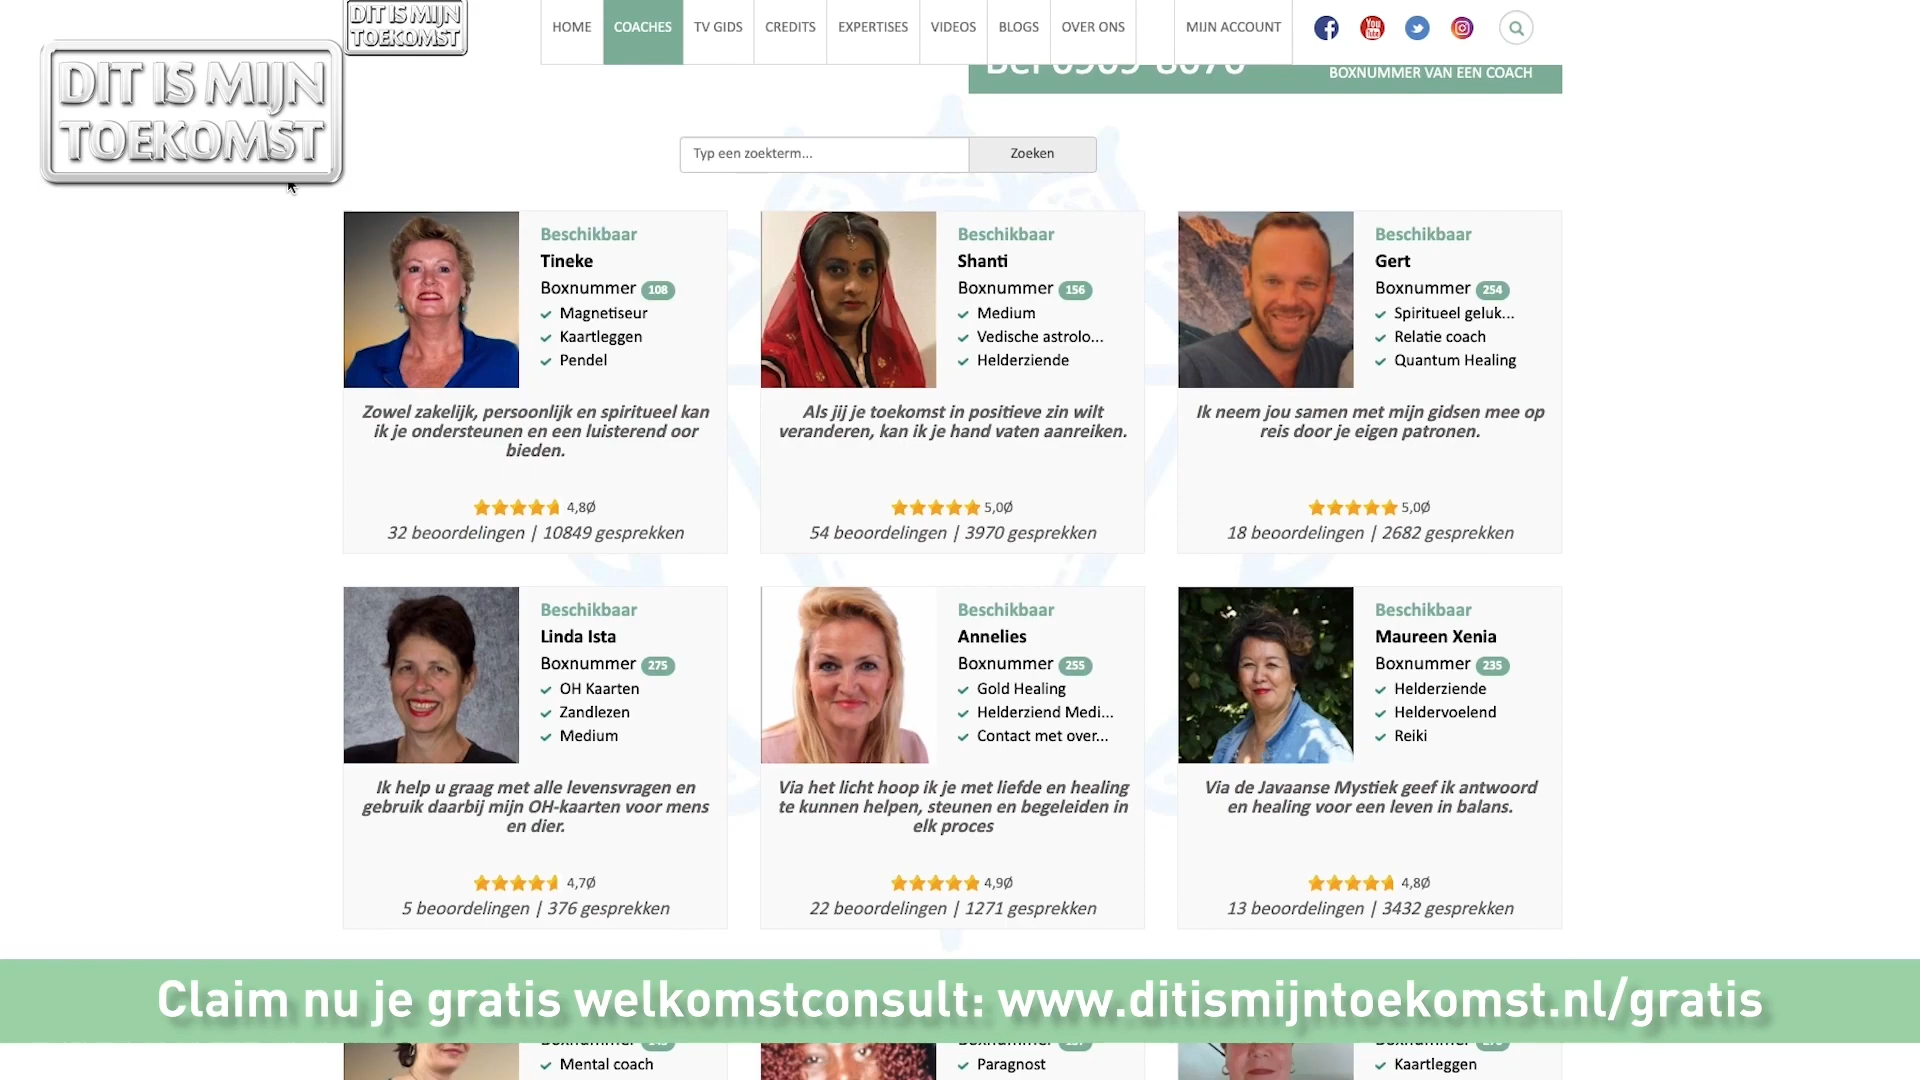 DIT IS MIJN
TOEKOMST
DIT IS MIJN
TOEKOMST
HOME
COACHES
TV GIDS
CREDITS
EXPERTISES
VIDEOS
BLOGS
OVER ONS
MIJN ACCOUNT
BOXNUMMER VAN EEN COACH
Typ een zoekterm...
Zoeken
Beschikbaar
Tineke
Boxnummer 108
Magnetiseur
Kaartleggen
Pendel
Zowel zakelijk, persoonlijk en spiritueel kan
ik je ondersteunen en een luisterend oor
bieden.
4,8Ø
32 beoordelingen | 10849 gesprekken
Beschikbaar
Shanti
Boxnummer 156
Medium
Vedische astrolo...
Helderziende
Als jij je toekomst in positieve zin wilt
veranderen, kan ik je hand vaten aanreiken.
5,0Ø
54 beoordelingen | 3970 gesprekken
Beschikbaar
Gert
Boxnummer 254
Spiritueel geluk...
Relatie coach
Quantum Healing
Ik neem jou samen met mijn gidsen mee op
reis door je eigen patronen.
5,0Ø
18 beoordelingen | 2682 gesprekken
Beschikbaar
Linda Ista
Boxnummer 275
OH Kaarten
Zandlezen
Medium
Ik help u graag met alle levensvragen en
gebruik daarbij mijn OH-kaarten voor mens
en dier.
4,7Ø
5 beoordelingen | 376 gesprekken
Beschikbaar
Annelies
Boxnummer 255
Gold Healing
Helderziend Medi...
Contact met over...
Via het licht hoop ik je met liefde en healing
te kunnen helpen, steunen en begeleiden in
elk proces
4,9Ø
22 beoordelingen | 1271 gesprekken
Beschikbaar
Maureen Xenia
Boxnummer 235
Helderziende
Heldervoelend
Reiki
Via de Javaanse Mystiek geef ik antwoord
en healing voor een leven in balans.
4,8Ø
13 beoordelingen | 3432 gesprekken
Claim nu je gratis welkomstconsult: www.ditismijntoekomst.nl/gratis
Mental coach
Paragnost
Kaartleggen